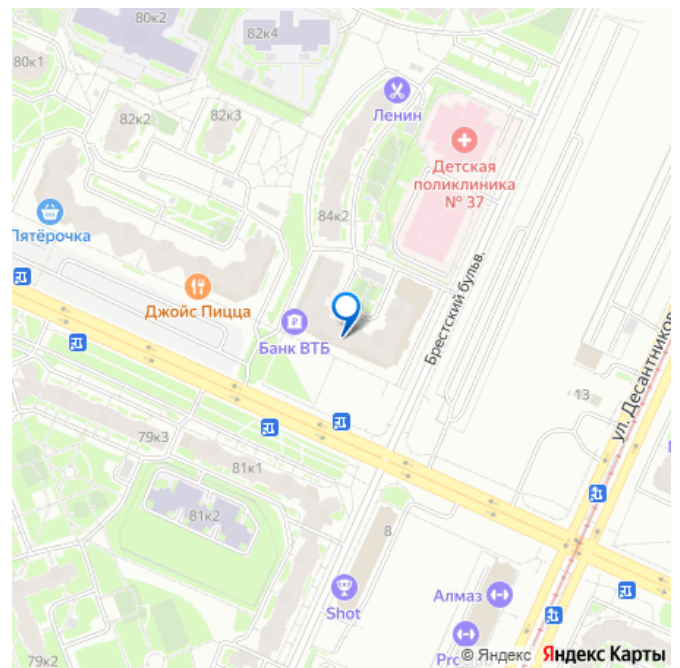 80к2
82к4
80к1
82к2
82к3
Ленин
Детская
поликлиника
№ 37
84к2
Пятёрочка
Джойс Пицца
Банк ВТБ
Брестский бульв.
ул. Десантников
13
79к3
81к1
81к2
8
Shot
Алмаз
79к2
© Яндекс Яндекс Карты